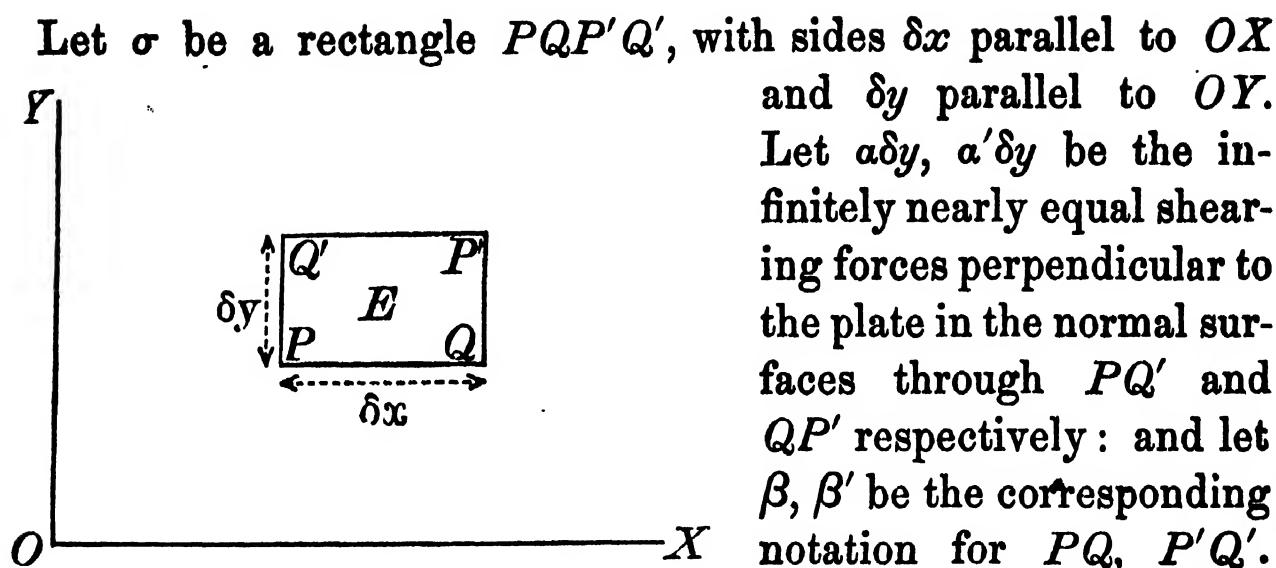 Let σ be a rectangle PQP′Q′, with sides δx parallel to OX
and δy parallel to OY.
Let aδy, a′δy be the in-
finitely nearly equal shear-
ing forces perpendicular to
the plate in the normal sur-
faces through PQ′ and
QP′ respectively: and let
β, β′ be the corresponding
notation for PQ, P′Q′.
Y
Q′ P′
δy E
P Q
δx
O X